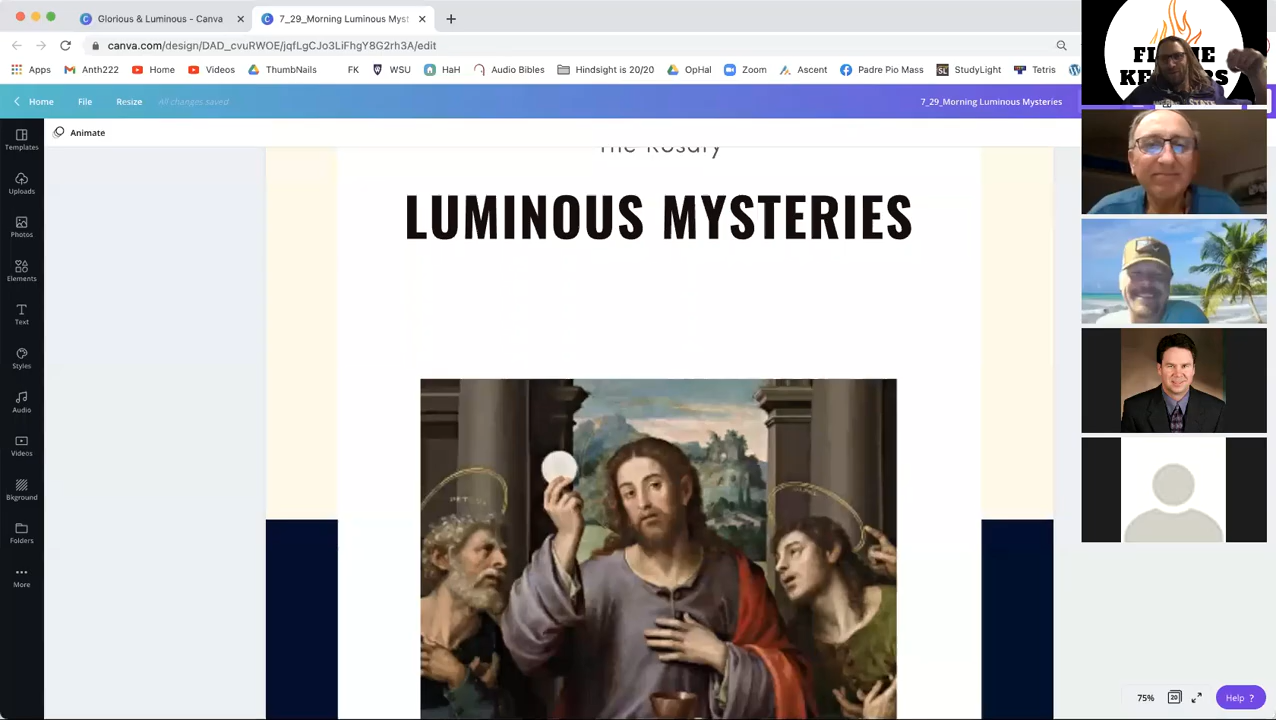 Glorious & Luminous - Canva
7_29_Morning Luminous Myst
canva.com/design/DAD_cvuRWOE/jqfLgCJo3LiFhgY8G2rh3A/edit
Apps Anth222 Home Videos ThumbNails FK WSU HaH Audio Bibles Hindsight is 20/20 OpHal Zoom Ascent Padre Pio Mass StudyLight Tetris
Home File Resize All changes saved 7_29_Morning Luminous Mysteries
Animate
Templates
Uploads
Photos
Elements
Text
Styles
Audio
Videos
Bkground
Folders
More
The Rosary
LUMINOUS MYSTERIES
75% 20 Help ?